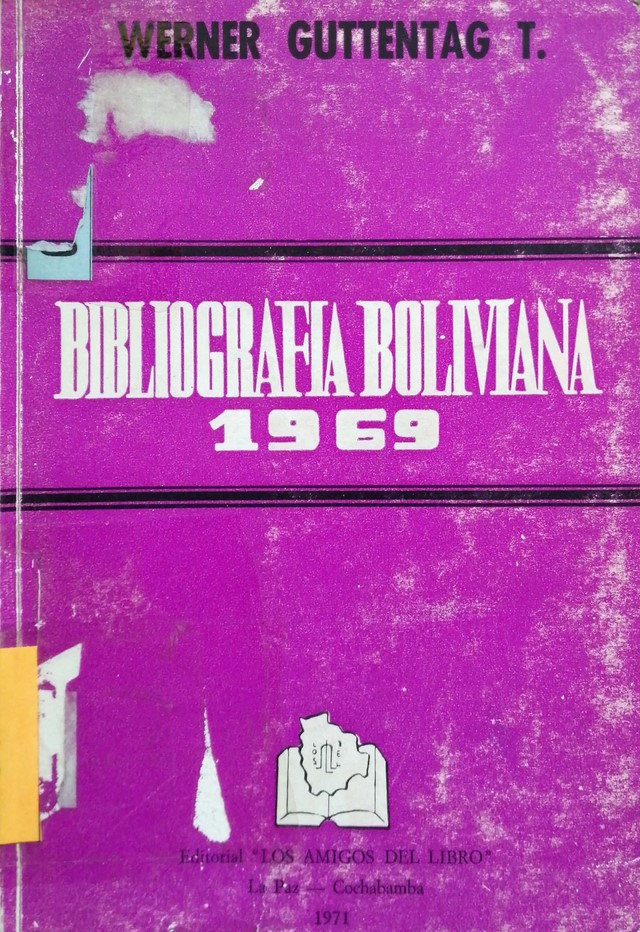 WERNER GUTTENTAG T.
BIBLIOGRAFIA BOLIVIANA
1969
Editorial "LOS AMIGOS DEL LIBRO"
La Paz — Cochabamba
1971